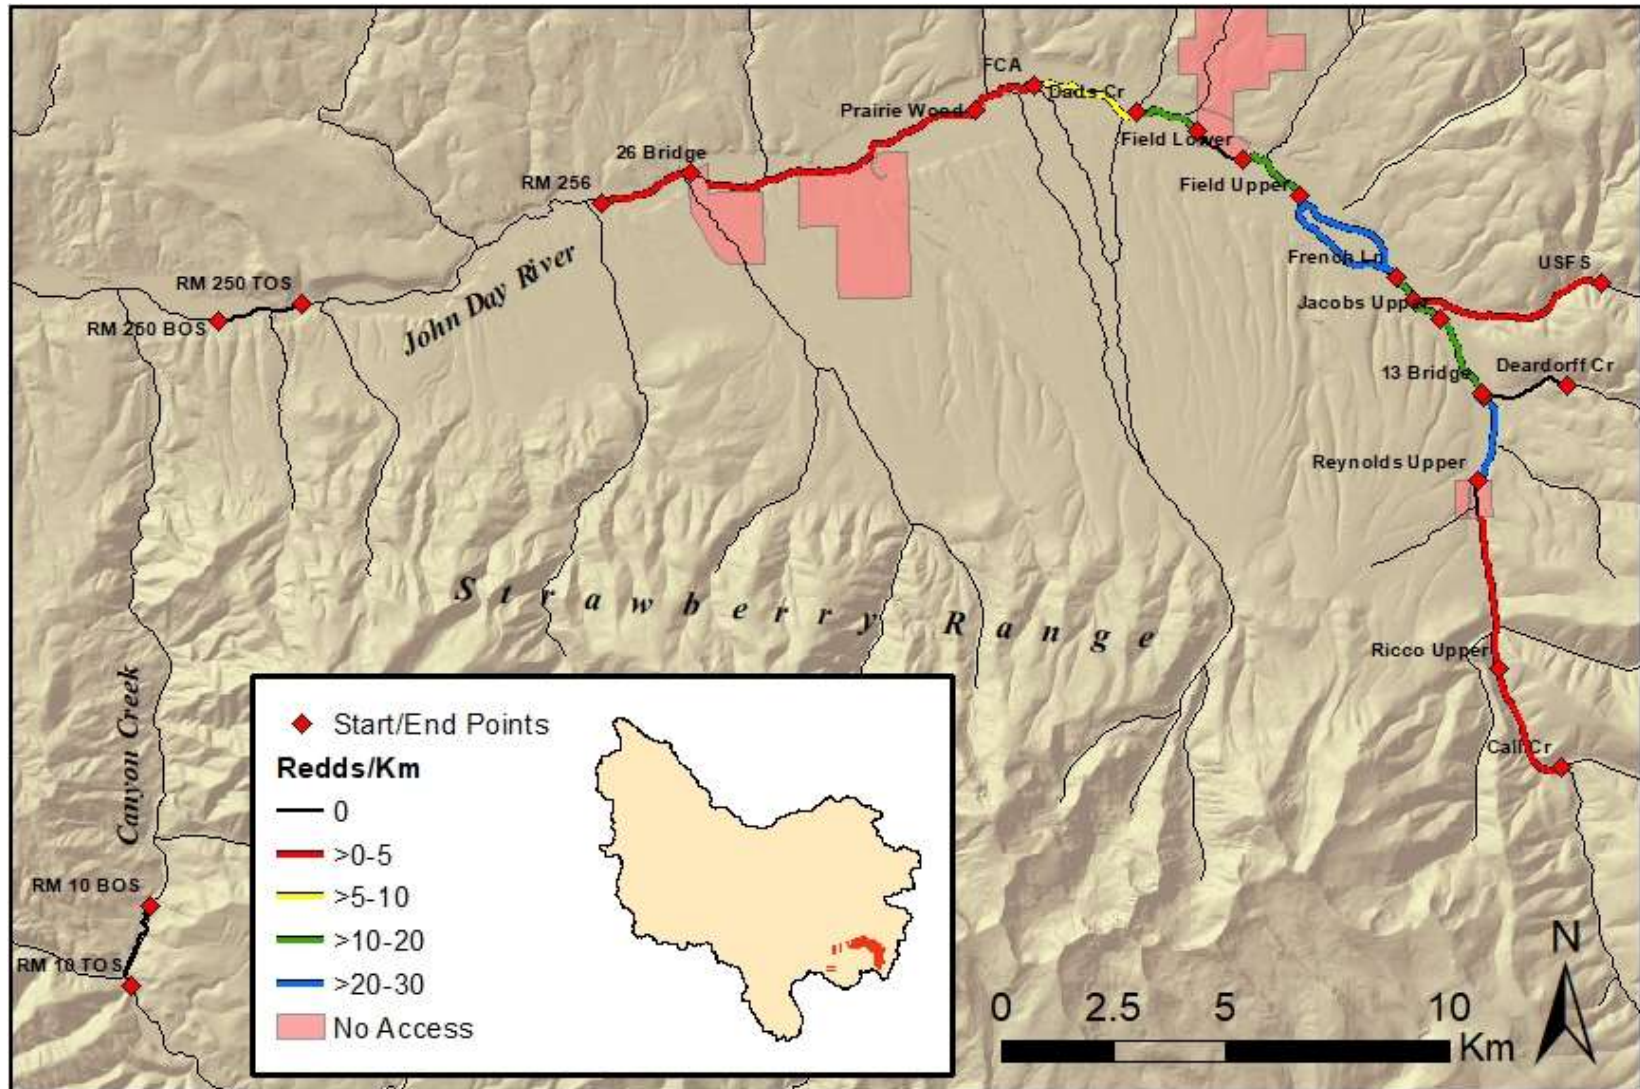 FCA
Dads Cr
Prairie Wood
Field Lower
26 Bridge
RM 256
Field Upper
French Ln
USFS
RM 250 TOS
Jacobs Upper
RM 250 BOS
John Day River
13 Bridge
Deardorff Cr
Reynolds Upper
Strawberry Range
Ricco Upper
Canyon Creek
Call Cr
RM 10 BOS
RM 10 TOS
Start/End Points
Redds/Km
0
>0-5
>5-10
>10-20
>20-30
No Access
N
0 2.5 5 10
Km